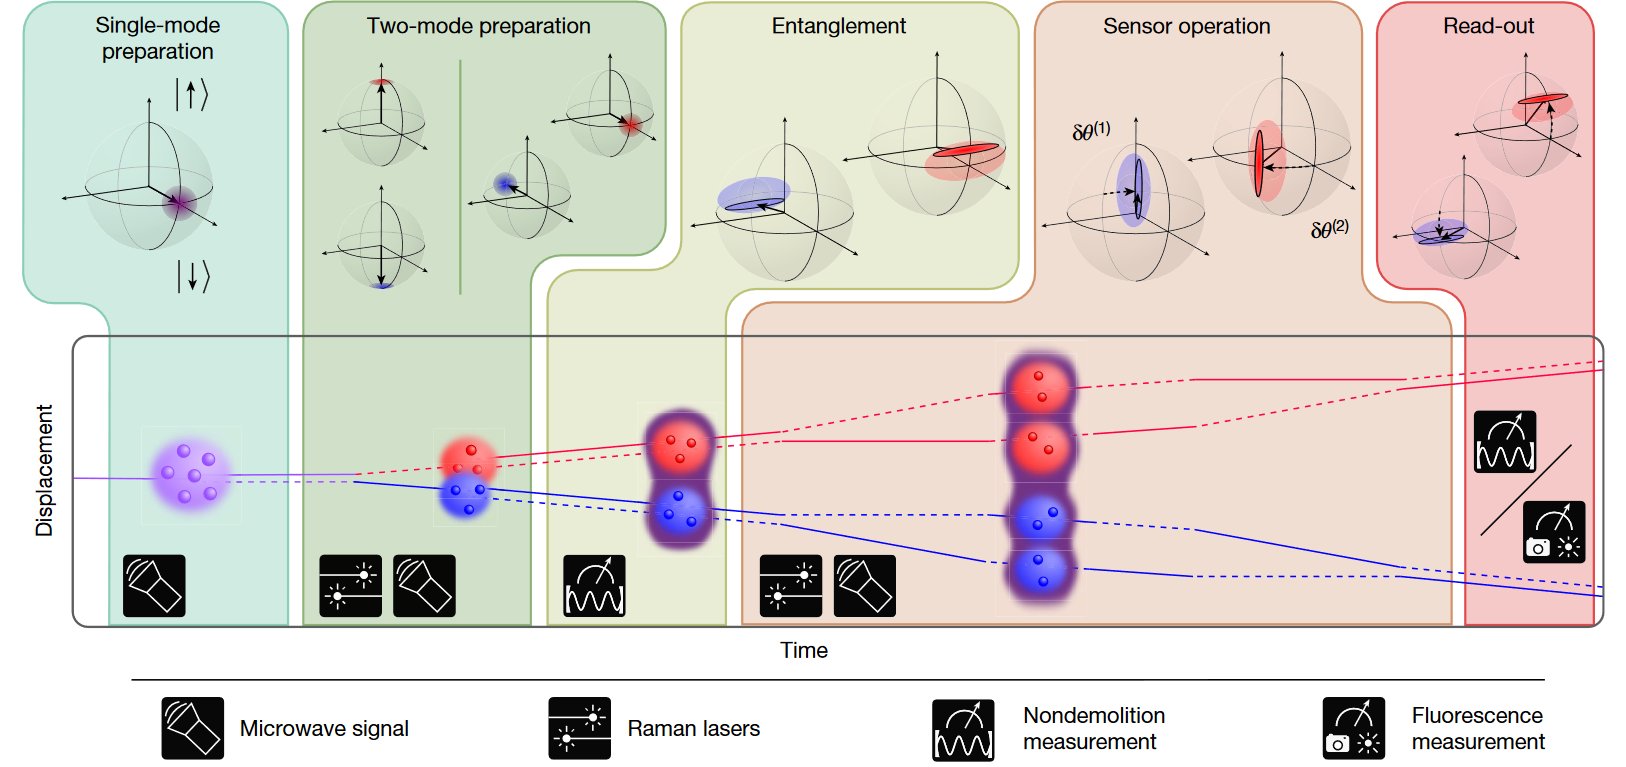 Single-mode
preparation
Two-mode preparation
Entanglement
Sensor operation
Read-out
|↑⟩
|↓⟩
δθ(1)
δθ(2)
Displacement
Time
Microwave signal
Raman lasers
Nondemolition
measurement
Fluorescence
measurement